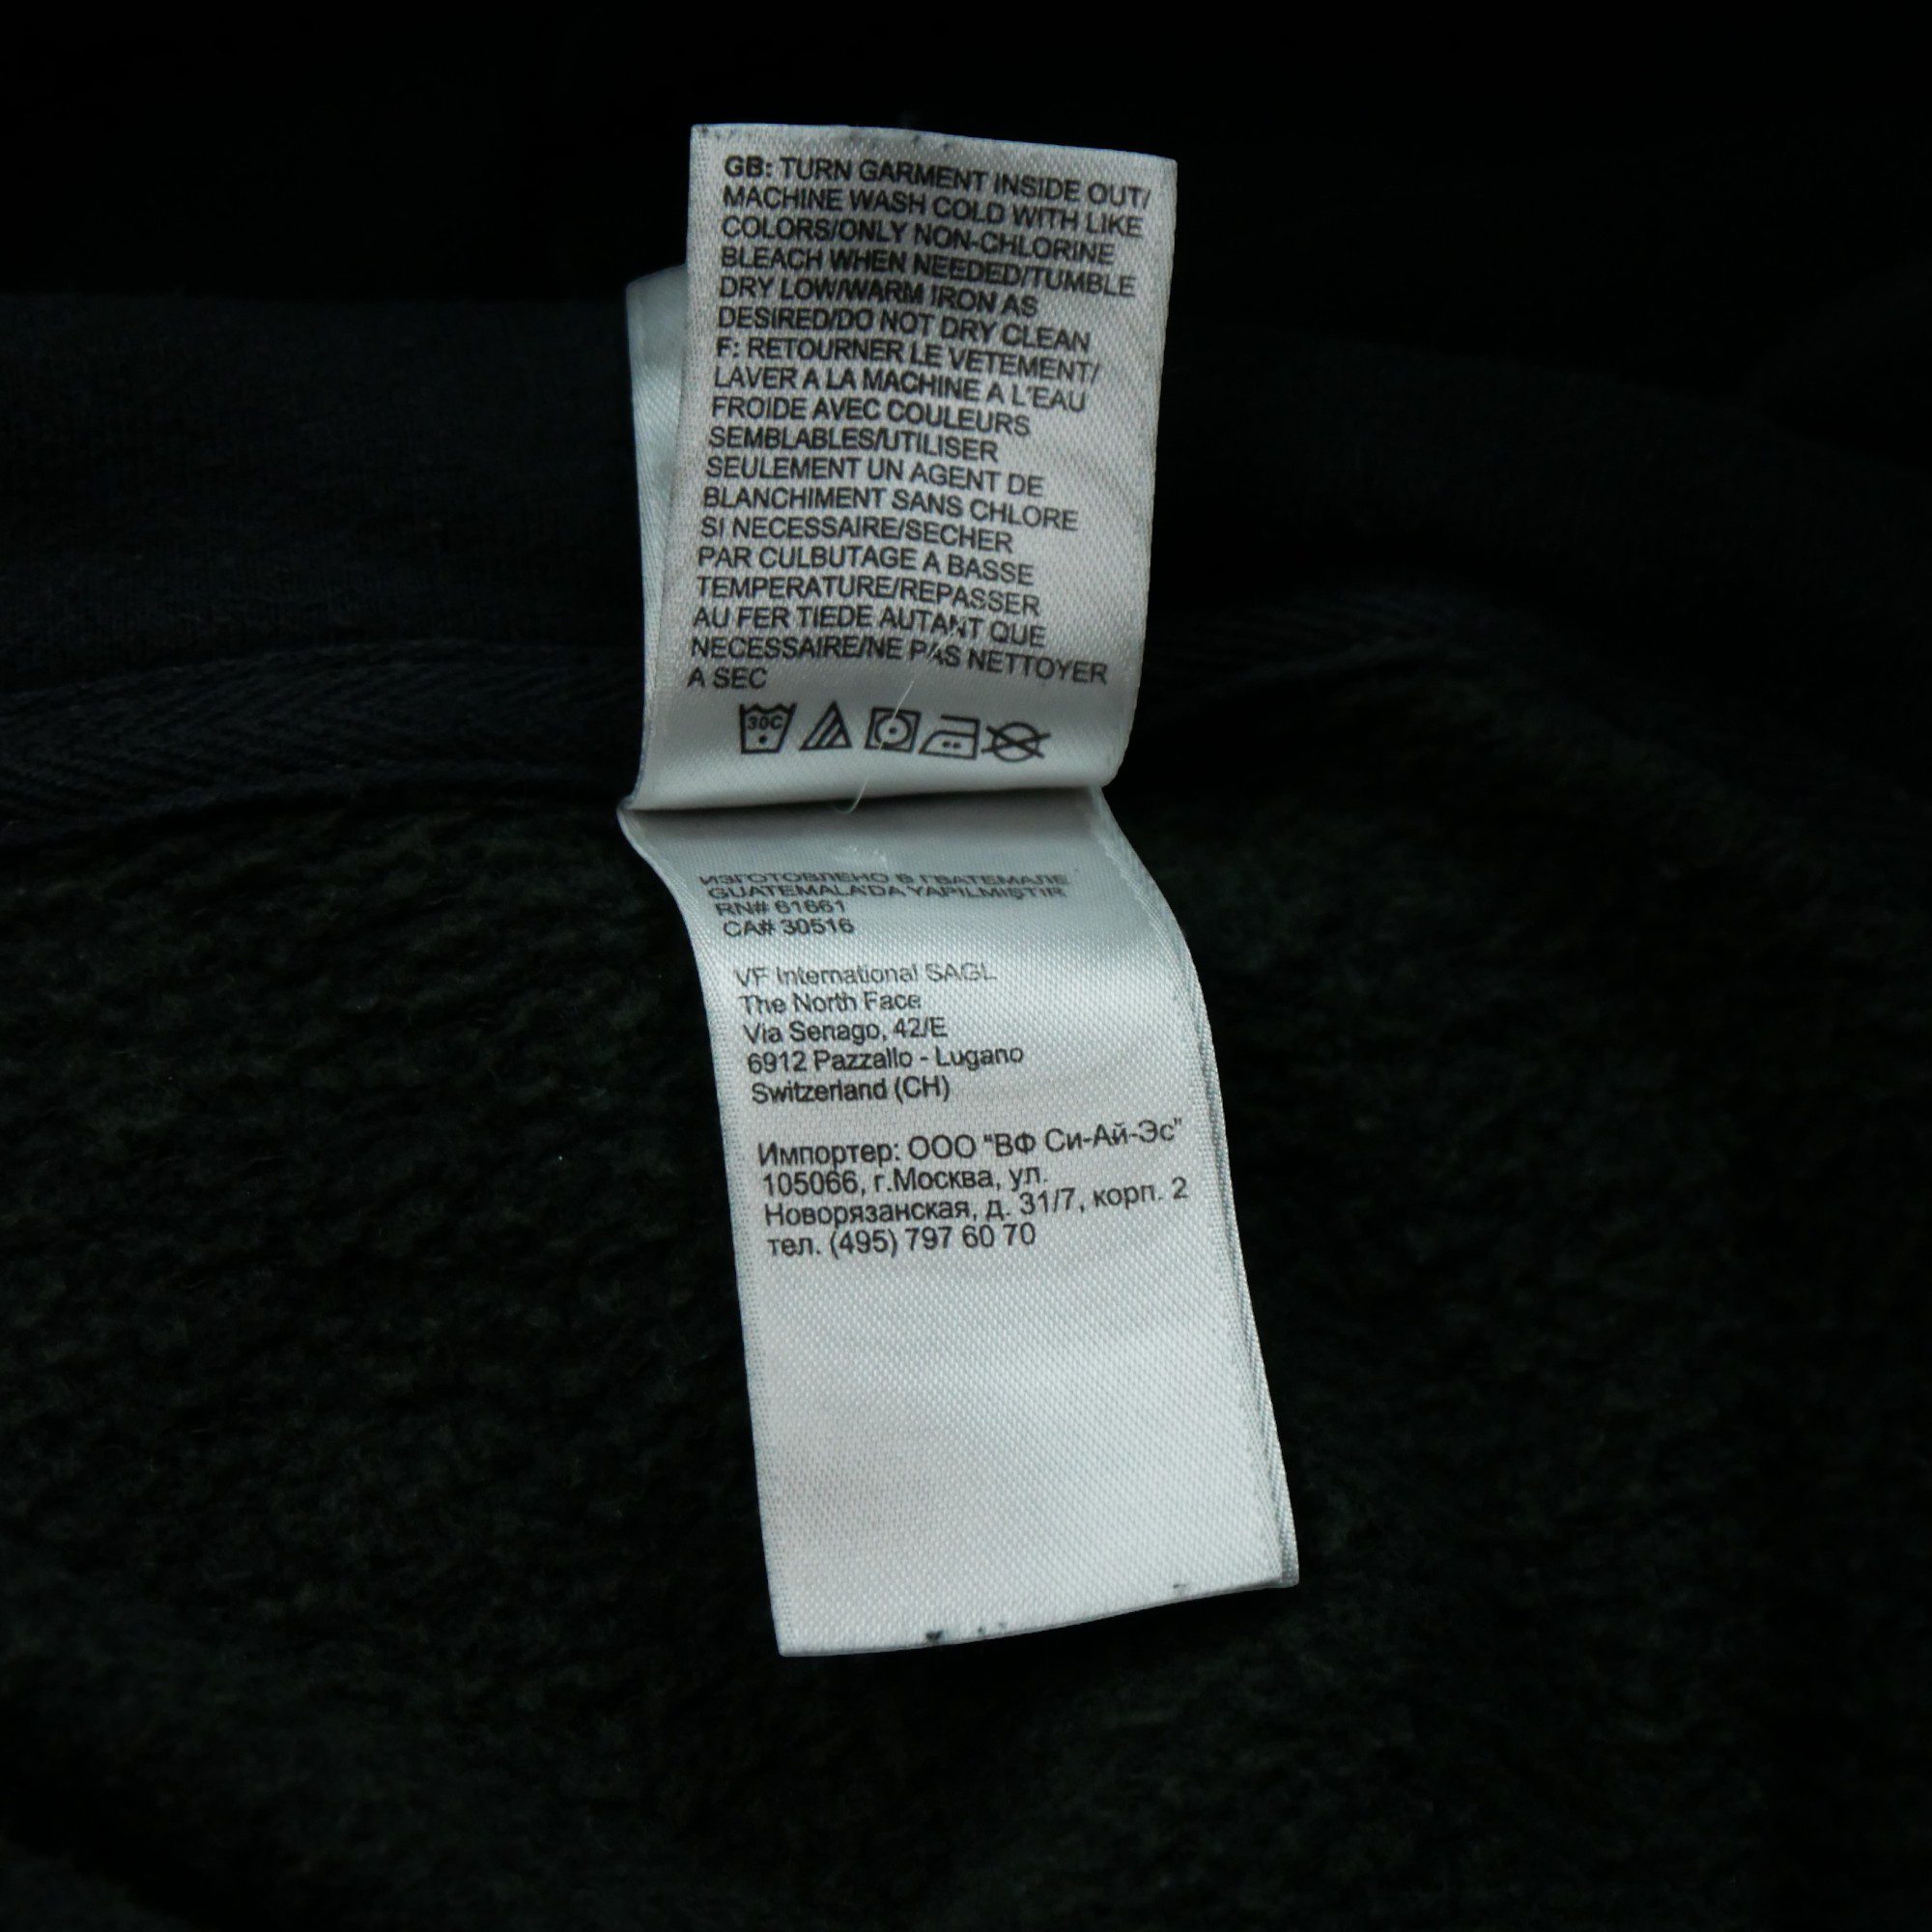 GB: TURN GARMENT INSIDE OUT/
MACHINE WASH COLD WITH LIKE
COLORS/ONLY NON-CHLORINE
BLEACH WHEN NEEDED/TUMBLE
DRY LOW/WARM IRON AS
DESIRED/DO NOT DRY CLEAN
F: RETOURNER LE VETEMENT/
LAVER A LA MACHINE A L'EAU
FROIDE AVEC COULEURS
SEMBLABLES/UTILISER
SEULEMENT UN AGENT DE
BLANCHIMENT SANS CHLORE
SI NECESSAIRE/SECHER
PAR CULBUTAGE A BASSE
TEMPERATURE/REPASSER
AU FER TIEDE AUTANT QUE
NECESSAIRE/NE PAS NETTOYER
A SEC
30C
ИЗГОТОВЛЕНО В ГВАТЕМАЛЕ
GUATEMALA'DA YAPILMIŞTIR
RN# 61661
CA# 30516
VF International SAGL
The North Face
Via Senago, 42/E
6912 Pazzallo - Lugano
Switzerland (CH)
Импортер: ООО "ВФ Си-Ай-Эс"
105066, г.Москва, ул.
Новорязанская, д. 31/7, корп. 2
тел. (495) 797 60 70